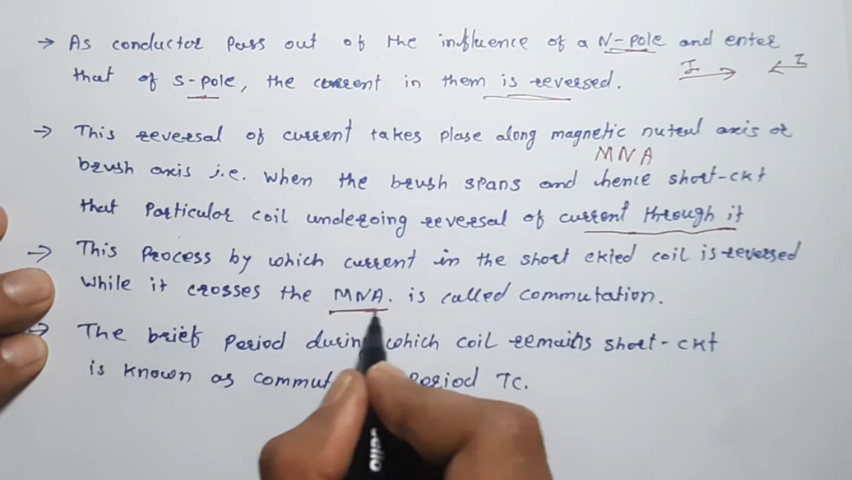 → As conductor pass out of the influence of a N-pole and enter
that of S-pole, the current in them is reversed. I I
→ This reversal of current takes plase along magnetic nutral axis or
MNA
brush axis i.e. when the brush spans and hense short-ckt
that Particular coil undergoing reversal of current through it
→ This Process by which current in the short ckted coil is reversed
while it crosses the MNA. is called commutation.
→ The brief Period during which coil remains short-ckt
is known as Period Tc.